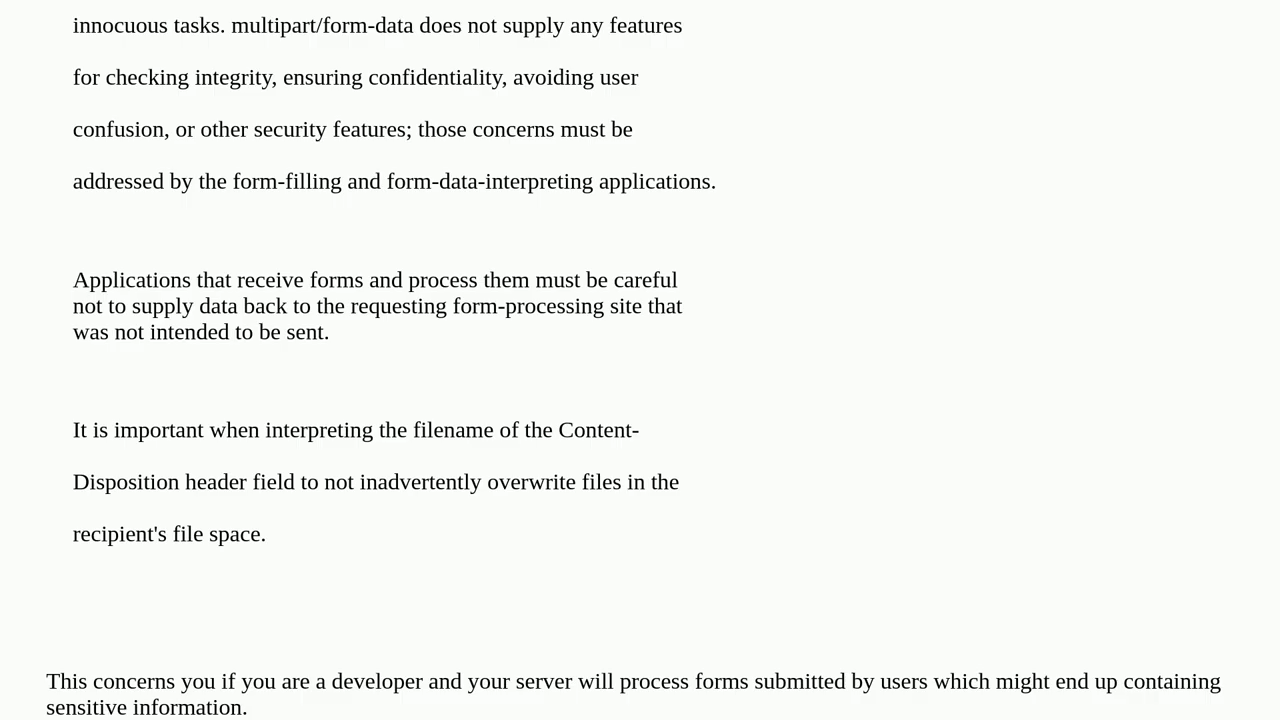 innocuous tasks. multipart/form-data does not supply any features
for checking integrity, ensuring confidentiality, avoiding user
confusion, or other security features; those concerns must be
addressed by the form-filling and form-data-interpreting applications.
Applications that receive forms and process them must be careful
not to supply data back to the requesting form-processing site that
was not intended to be sent.
It is important when interpreting the filename of the Content-
Disposition header field to not inadvertently overwrite files in the
recipient's file space.
This concerns you if you are a developer and your server will process forms submitted by users which might end up containing
sensitive information.